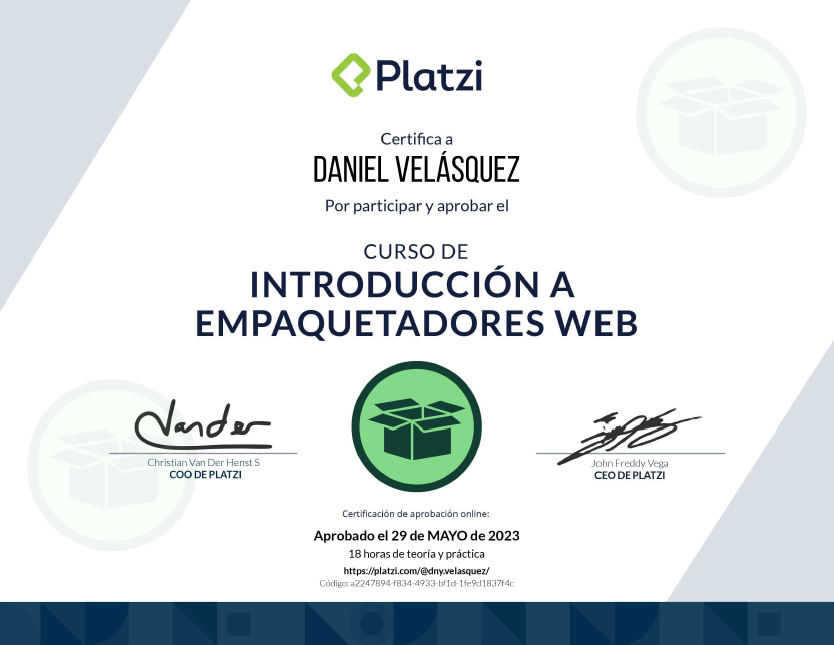 Platzi
Certifica a
DANIEL VELÁSQUEZ
Por participar y aprobar el
CURSO DE
INTRODUCCIÓN A
EMPAQUETADORES WEB
Vander
Christian Van Der Henst S
COO DE PLATZI
John Freddy Vega
CEO DE PLATZI
Certificación de aprobación online:
Aprobado el 29 de MAYO de 2023
18 horas de teoría y práctica
https://platzi.com/@dny.velasquez/
Código: a2247894-f834-4933-bf1d-1fe9d1837f4c